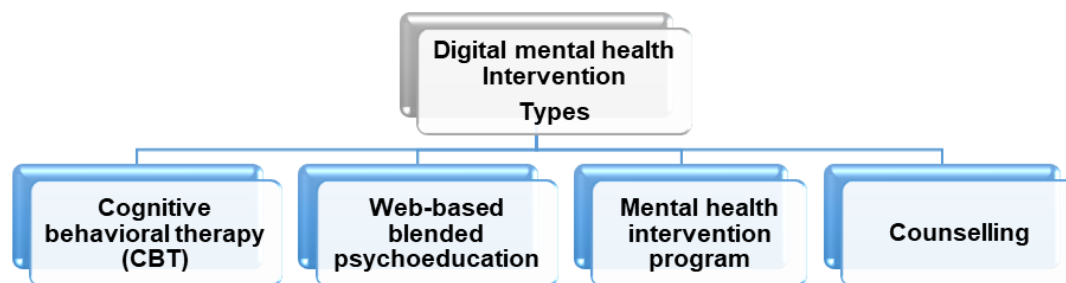 Digital mental health
Intervention
Types
Cognitive
behavioral therapy
(CBT)
Web-based
blended
psychoeducation
Mental health
intervention
program
Counselling